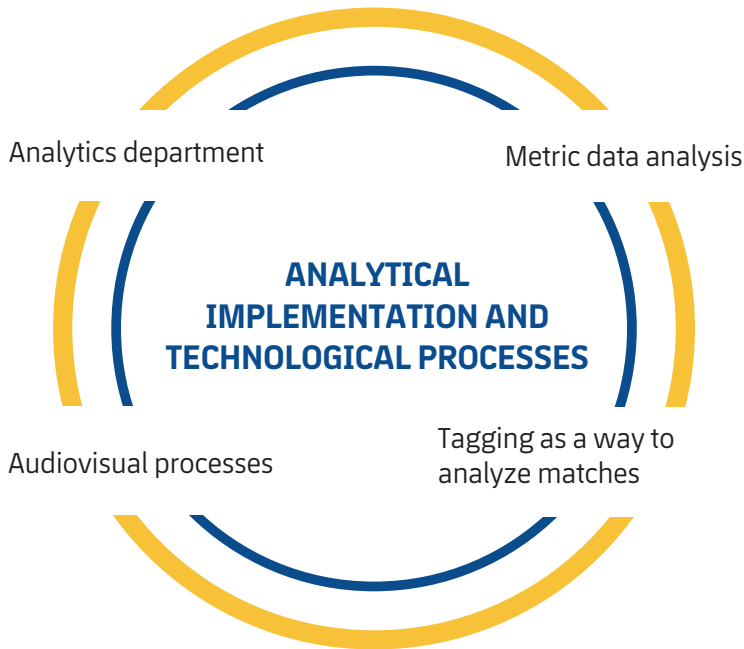 Analytics department
Metric data analysis
ANALYTICAL
IMPLEMENTATION AND
TECHNOLOGICAL PROCESSES
Audiovisual processes
Tagging as a way to
analyze matches